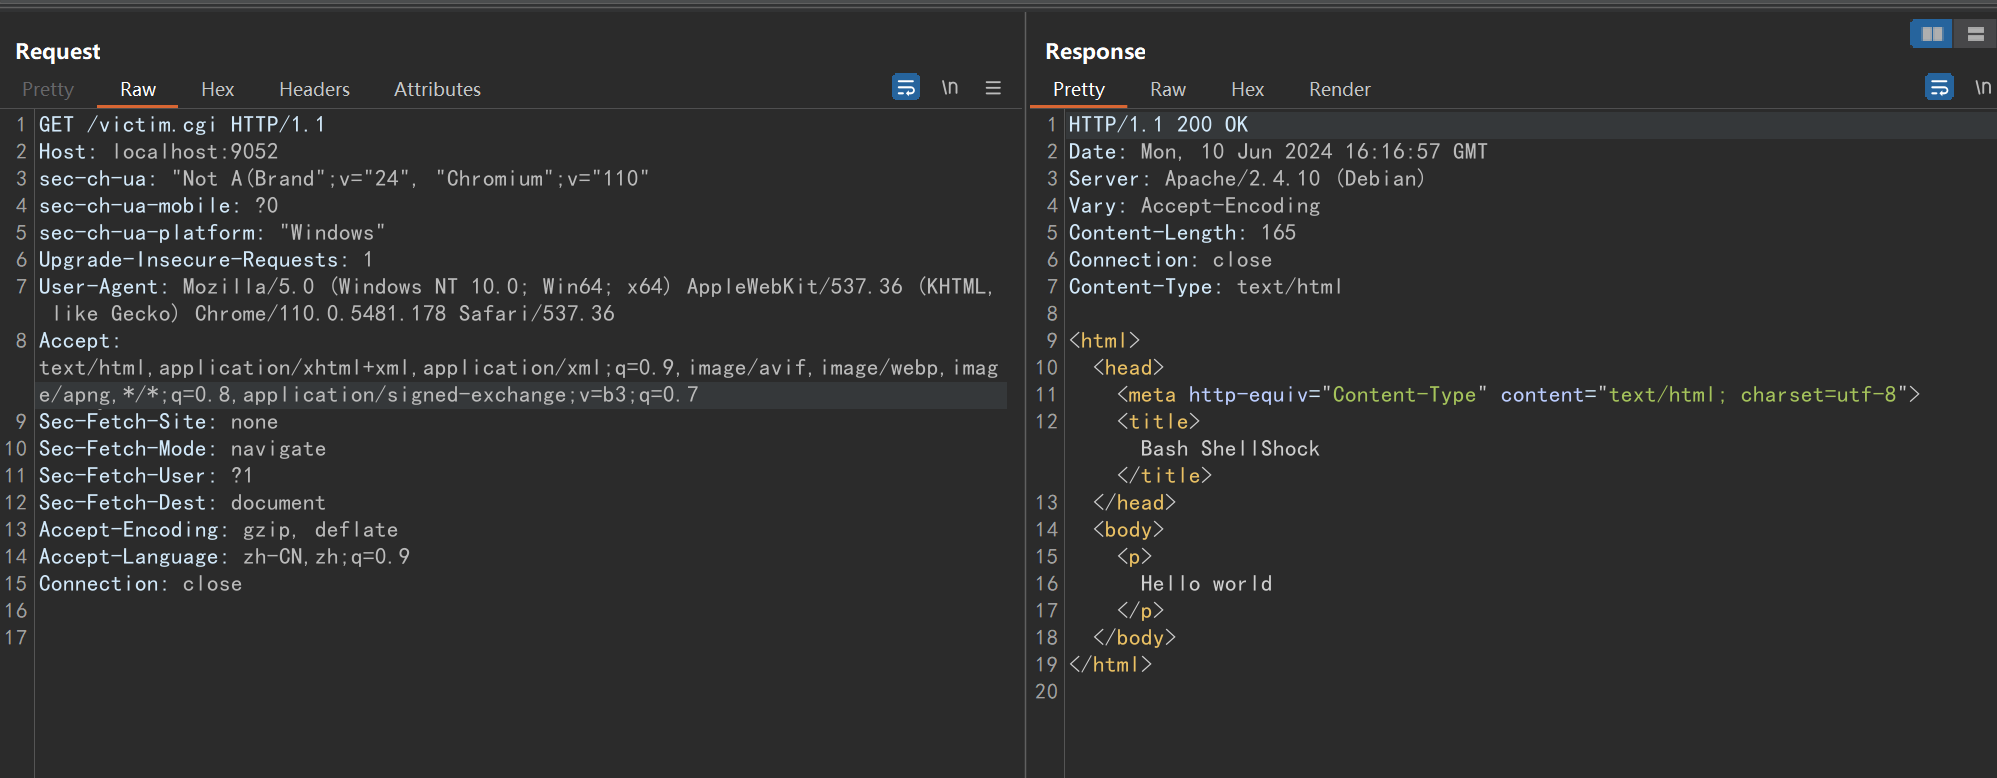 Request
Pretty Raw Hex Headers Attributes \n
1 GET /victim.cgi HTTP/1.1
2 Host: localhost:9052
3 sec-ch-ua: "Not A(Brand";v="24", "Chromium";v="110"
4 sec-ch-ua-mobile: ?0
5 sec-ch-ua-platform: "Windows"
6 Upgrade-Insecure-Requests: 1
7 User-Agent: Mozilla/5.0 (Windows NT 10.0; Win64; x64) AppleWebKit/537.36 (KHTML,
like Gecko) Chrome/110.0.5481.178 Safari/537.36
8 Accept:
text/html,application/xhtml+xml,application/xml;q=0.9,image/avif,image/webp,imag
e/apng,*/*;q=0.8,application/signed-exchange;v=b3;q=0.7
9 Sec-Fetch-Site: none
10 Sec-Fetch-Mode: navigate
11 Sec-Fetch-User: ?1
12 Sec-Fetch-Dest: document
13 Accept-Encoding: gzip, deflate
14 Accept-Language: zh-CN,zh;q=0.9
15 Connection: close
16
17
Response
Pretty Raw Hex Render \n
1 HTTP/1.1 200 OK
2 Date: Mon, 10 Jun 2024 16:16:57 GMT
3 Server: Apache/2.4.10 (Debian)
4 Vary: Accept-Encoding
5 Content-Length: 165
6 Connection: close
7 Content-Type: text/html
8
9 <html>
10 <head>
11 <meta http-equiv="Content-Type" content="text/html; charset=utf-8">
12 <title>
Bash ShellShock
</title>
13 </head>
14 <body>
15 <p>
16 Hello world
17 </p>
18 </body>
19 </html>
20